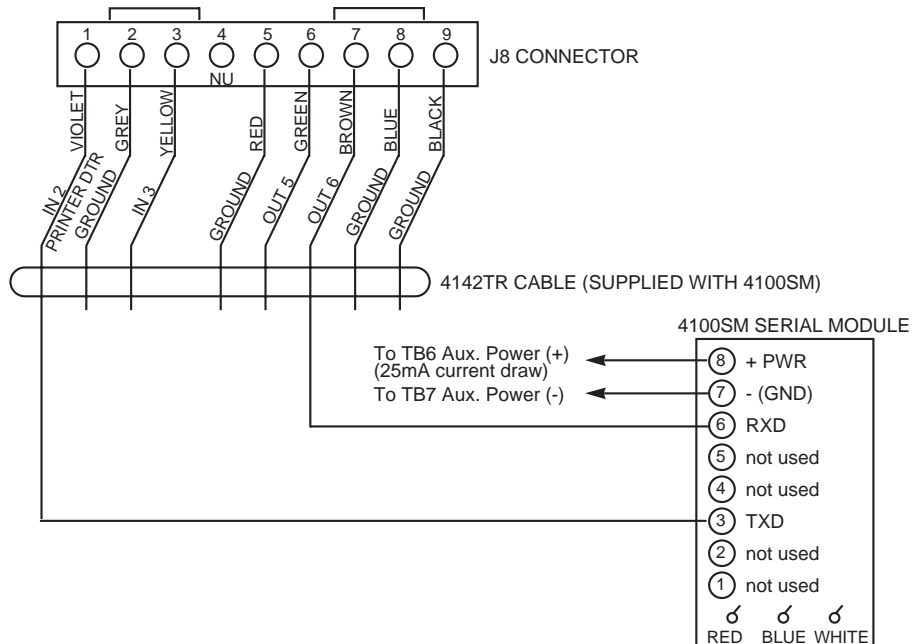 1 2 3 4 5 6 7 8 9
J8 CONNECTOR
NU
VIOLET
GREY
YELLOW
RED
GREEN
BROWN
BLUE
BLACK
IN 2
PRINTER DTR
GROUND
IN 3
GROUND
OUT 5
OUT 6
GROUND
GROUND
4142TR CABLE (SUPPLIED WITH 4100SM)
4100SM SERIAL MODULE
To TB6 Aux. Power (+)
(25mA current draw)
To TB7 Aux. Power (-)
8 + PWR
7 - (GND)
6 RXD
5 not used
4 not used
3 TXD
2 not used
1 not used
RED BLUE WHITE